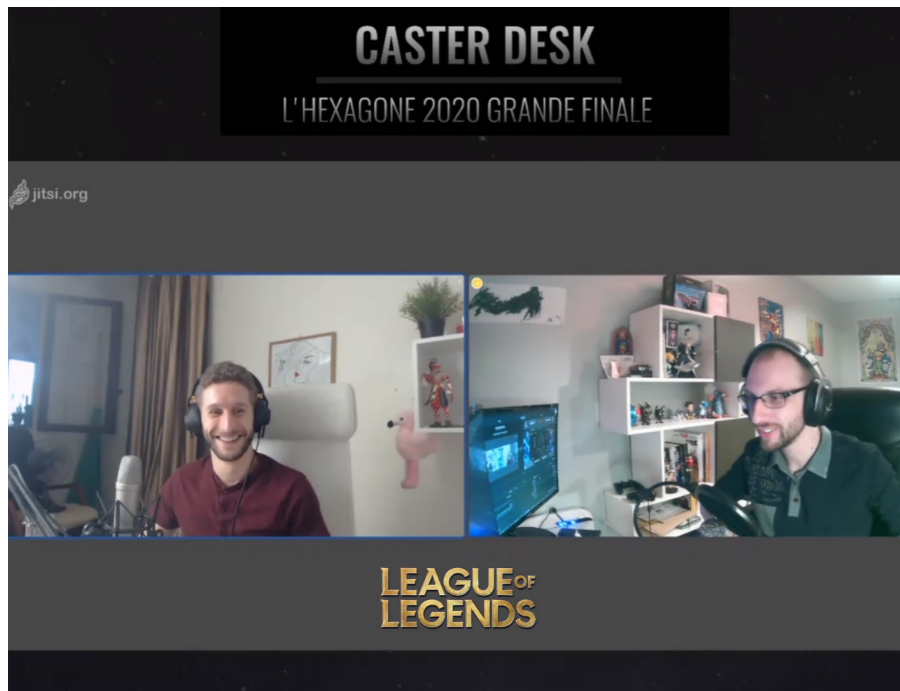 CASTER DESK
L'HEXAGONE 2020 GRANDE FINALE
jitsi.org
LEAGUE OF
LEGENDS